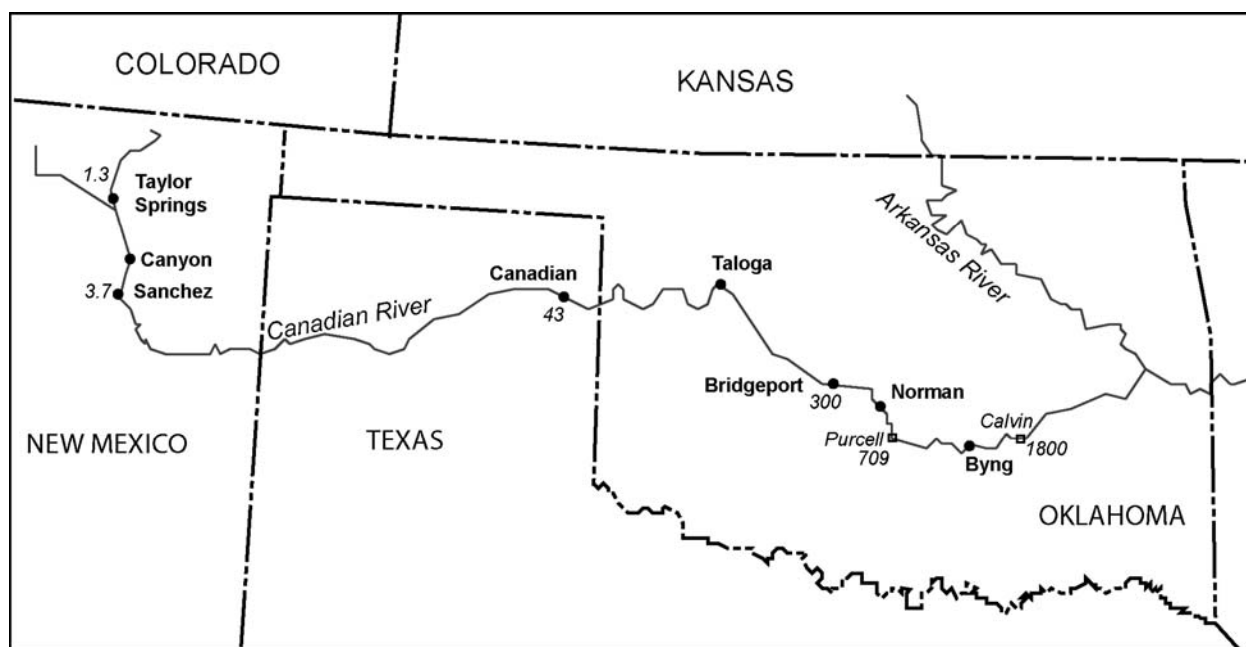 COLORADO
KANSAS
1.3
Taylor
Springs
Canyon
3.7
Sanchez
Canadian River
Canadian
43
Taloga
Arkansas River
Bridgeport
300
Norman
Purcell
709
Calvin
1800
Byng
NEW MEXICO
TEXAS
OKLAHOMA